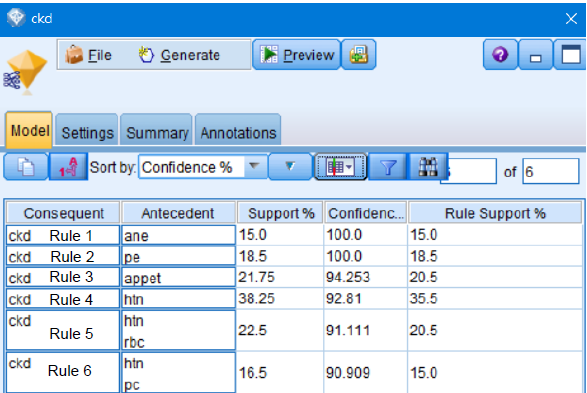 ckd
File Generate Preview
Model Settings Summary Annotations
Sort by: Confidence % of 6
Consequent Antecedent Support % Confidenc... Rule Support %
ckd Rule 1 ane 15.0 100.0 15.0
ckd Rule 2 pe 18.5 100.0 18.5
ckd Rule 3 appet 21.75 94.253 20.5
ckd Rule 4 htn 38.25 92.81 35.5
ckd Rule 5 htn 22.5 91.111 20.5
rbc
ckd Rule 6 htn 16.5 90.909 15.0
pc